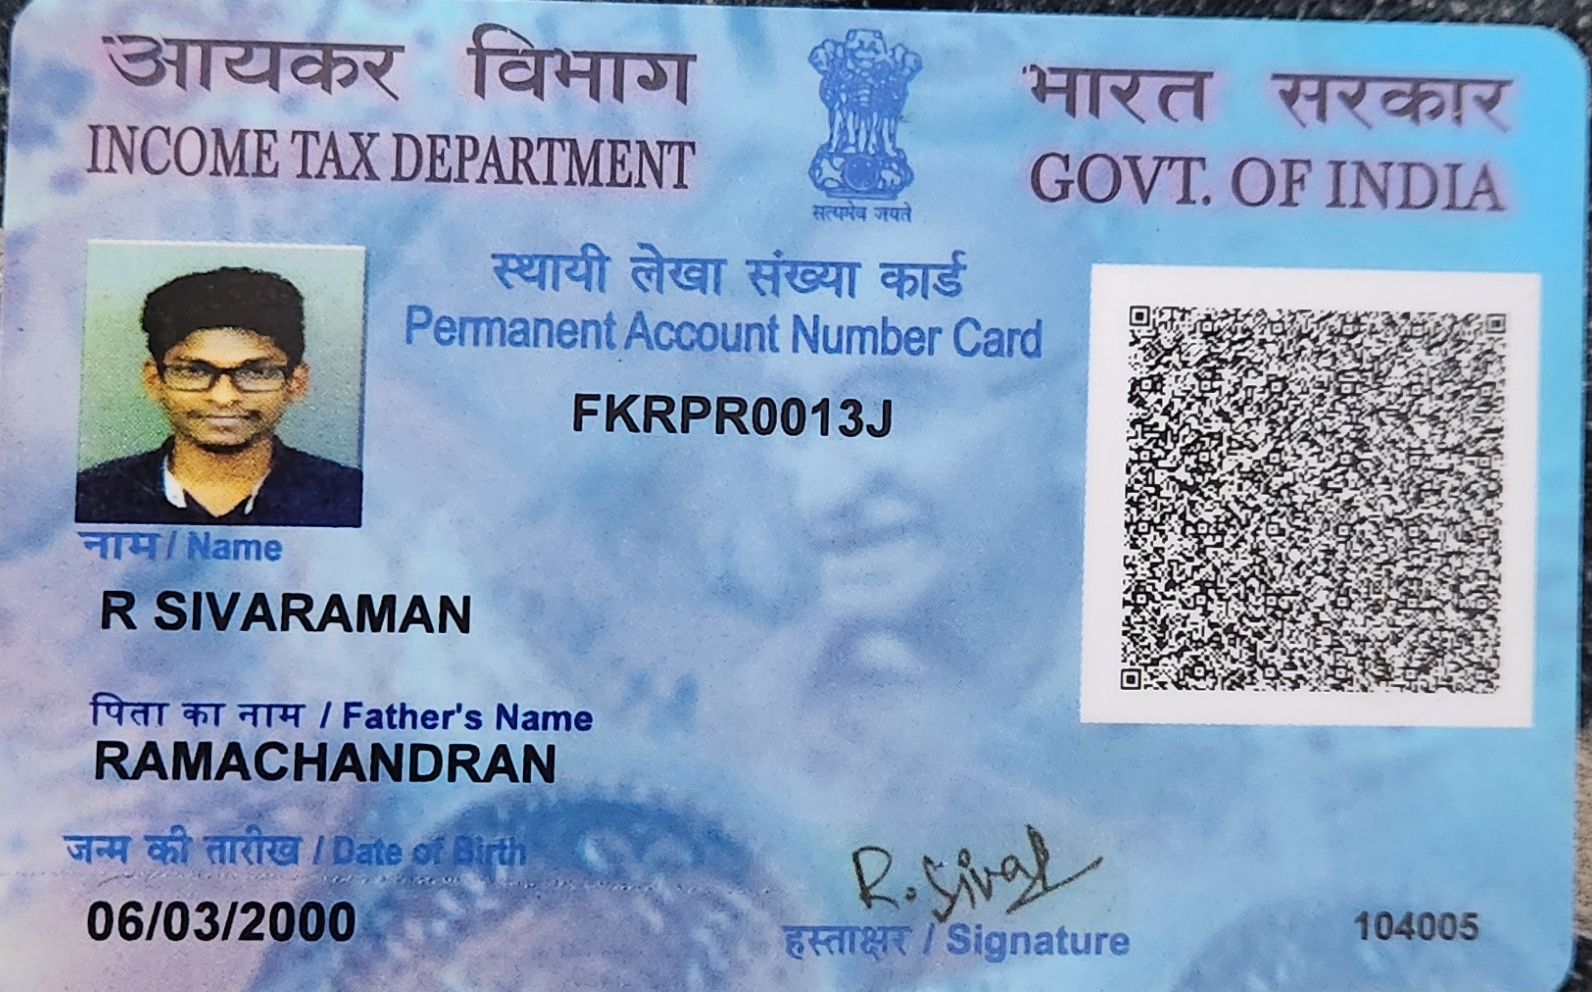 आयकर विभाग
INCOME TAX DEPARTMENT
सत्यमेव जयते
भारत सरकार
GOVT. OF INDIA
स्थायी लेखा संख्या कार्ड
Permanent Account Number Card
FKRPR0013J
नाम / Name
R SIVARAMAN
पिता का नाम / Father's Name
RAMACHANDRAN
जन्म की तारीख / Date of Birth
06/03/2000
R. Sivar
हस्ताक्षर / Signature
104005